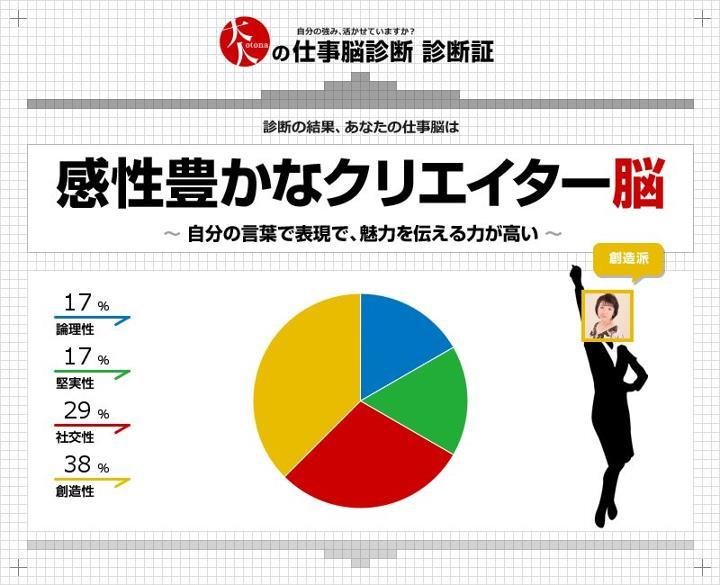 自分の強み、活かせていますか？
大人 otona の仕事脳診断 診断証
診断の結果、あなたの仕事脳は
感性豊かなクリエイター脳
～ 自分の言葉で表現で、魅力を伝える力が高い ～
創造派
17 %
論理性
17 %
堅実性
29 %
社交性
38 %
創造性